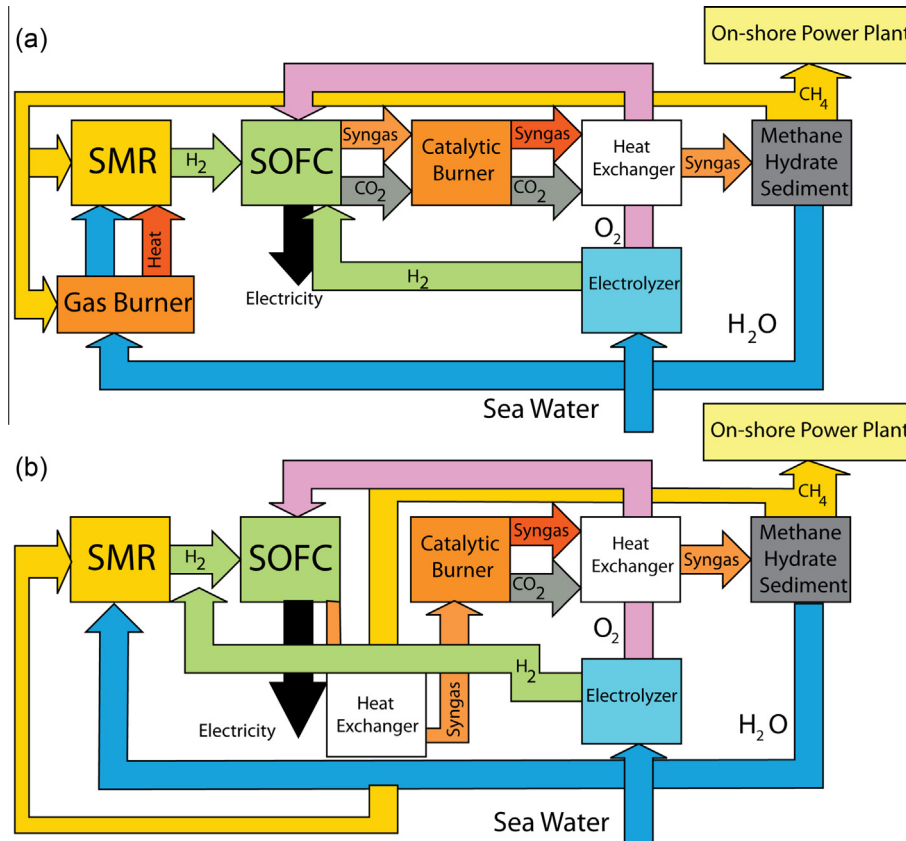 (a)
On-shore Power Plant
CH4
SMR
H2
SOFC
Syngas
CO2
Catalytic
Burner
Syngas
CO2
Heat
Exchanger
Syngas
Methane
Hydrate
Sediment
Heat
O2
Gas Burner
Electricity
H2
Electrolyzer
H2O
Sea Water
(b)
On-shore Power Plant
CH4
SMR
H2
SOFC
Catalytic
Burner
Syngas
CO2
Heat
Exchanger
Syngas
Methane
Hydrate
Sediment
O2
H2
Electrolyzer
Electricity
Heat
Exchanger
Syngas
H2O
Sea Water